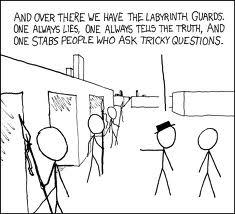 AND OVER THERE WE HAVE THE LABYRINTH GUARDS.
ONE ALWAYS LIES, ONE ALWAYS TELLS THE TRUTH, AND
ONE STABS PEOPLE WHO ASK TRICKY QUESTIONS.